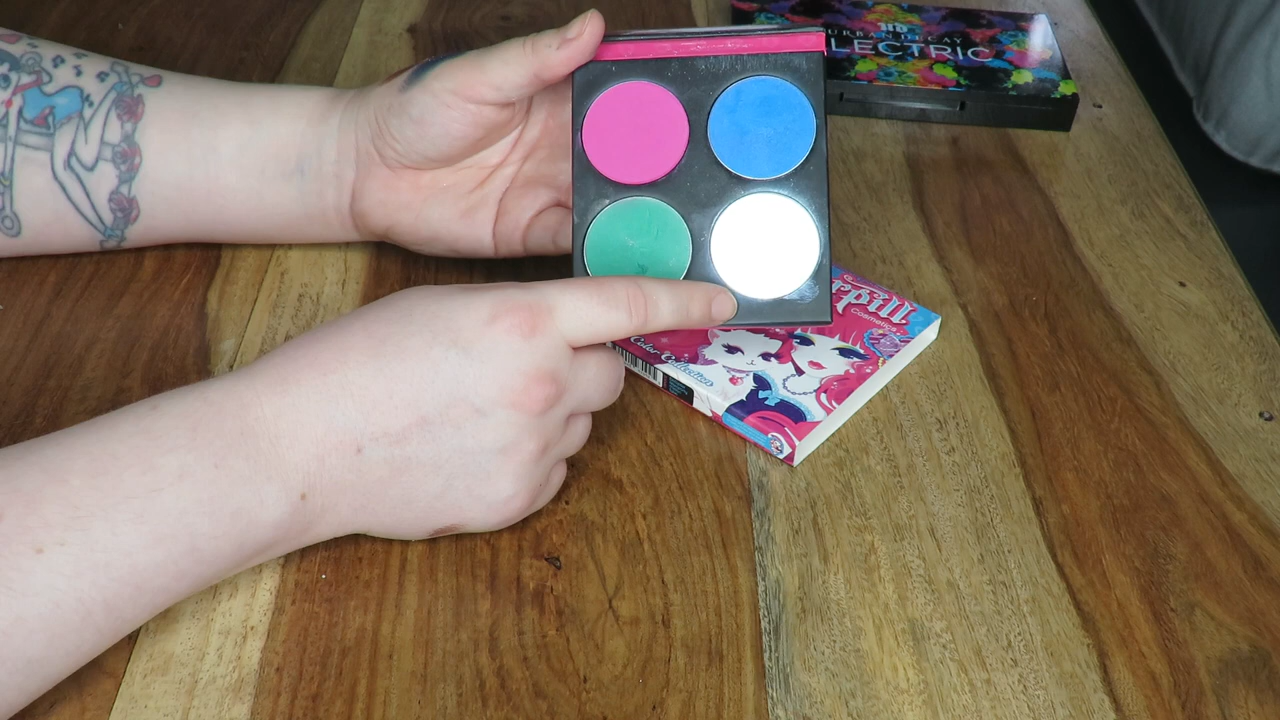 URBAN DECAY
LECTRIC
rpill
Cosmetics
Color Collection